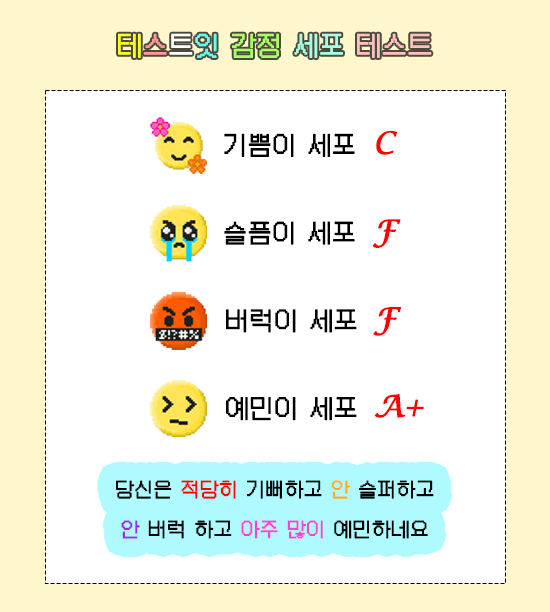 테스트잇 감정 세포 테스트
기쁨이 세포 C
슬픔이 세포 F
$!?#%
버럭이 세포 F
예민이 세포 A+
당신은 적당히 기뻐하고 안 슬퍼하고
안 버럭 하고 아주 많이 예민하네요